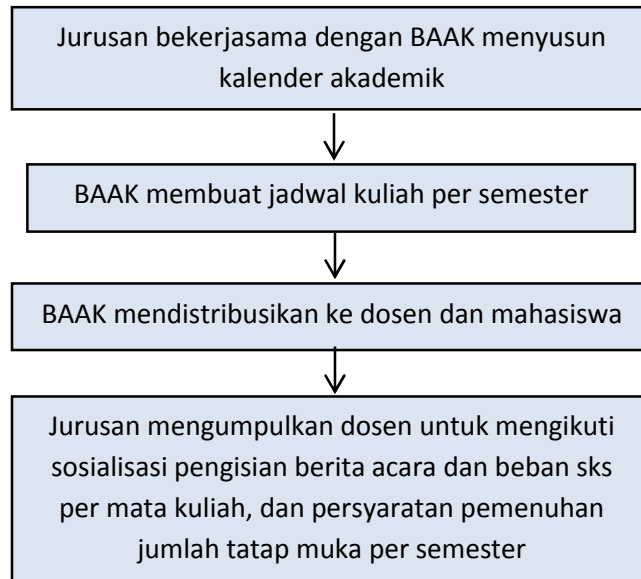 Jurusan bekerjasama dengan BAAK menyusun
kalender akademik
BAAK membuat jadwal kuliah per semester
BAAK mendistribusikan ke dosen dan mahasiswa
Jurusan mengumpulkan dosen untuk mengikuti
sosialisasi pengisian berita acara dan beban sks
per mata kuliah, dan persyaratan pemenuhan
jumlah tatap muka per semester